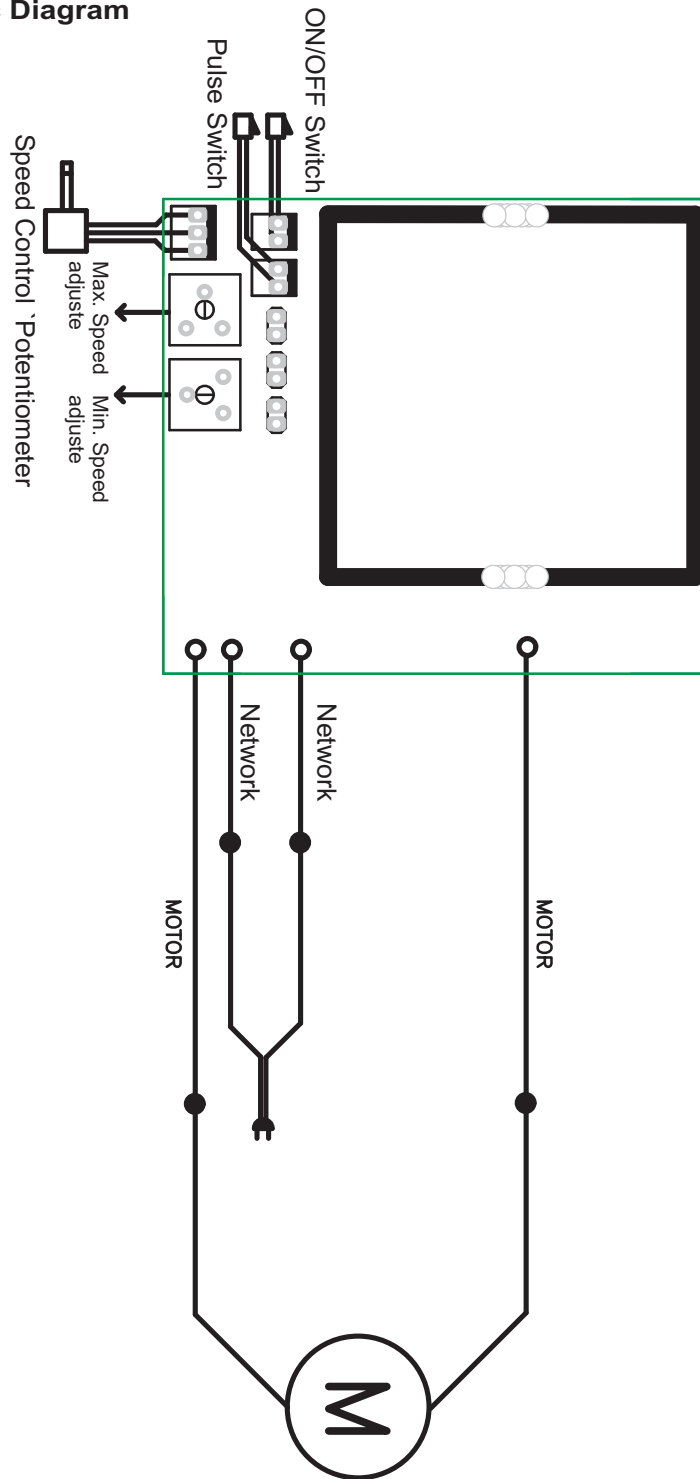 Diagram
ON/OFF Switch
Pulse Switch
Speed Control `Potentiometer
Max. Speed
adjuste
Min. Speed
adjuste
Network
Network
MOTOR
MOTOR
M